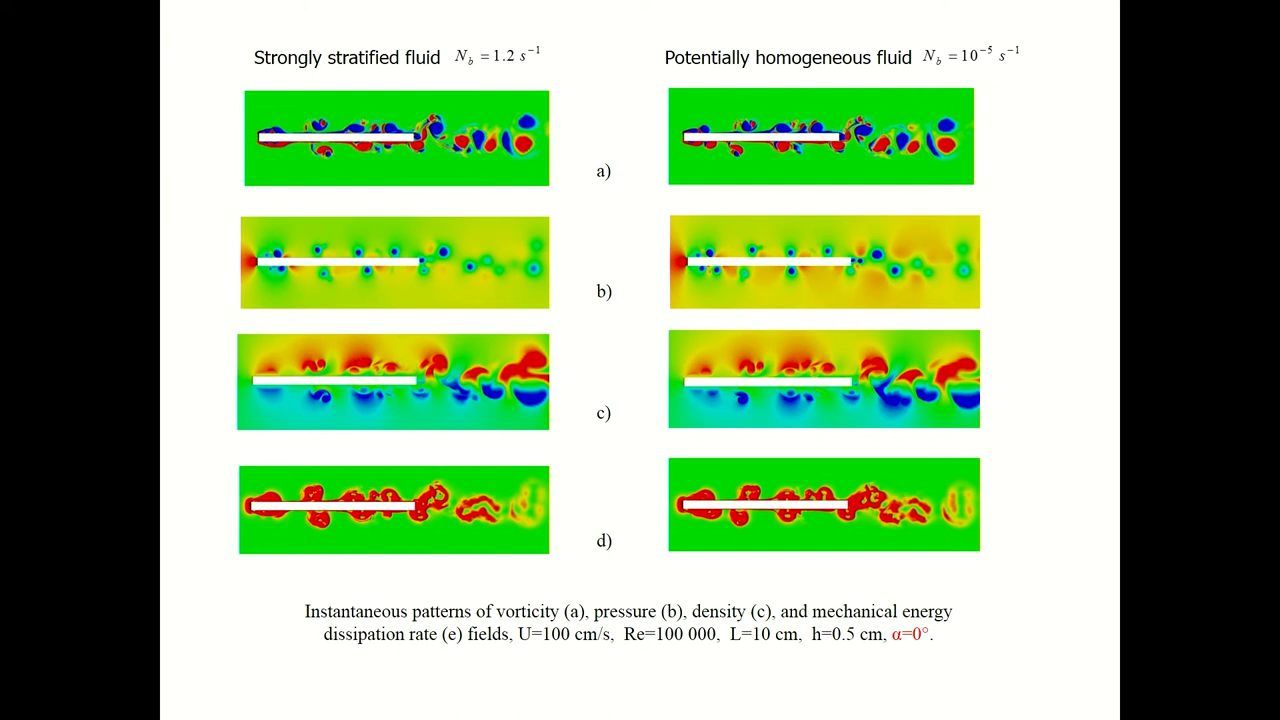 Strongly stratified fluid N_b = 1.2 s^{-1}
Potentially homogeneous fluid N_b = 10^{-5} s^{-1}
a)
b)
c)
d)
Instantaneous patterns of vorticity (a), pressure (b), density (c), and mechanical energy
dissipation rate (e) fields, U=100 cm/s, Re=100 000, L=10 cm, h=0.5 cm, α=0°.